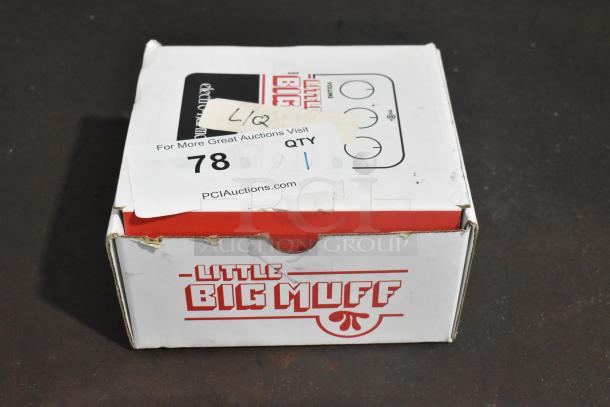 VOLUME
LITTLE
BIG
electro
L/Q
For More Great Auctions Visit
78
QTY
1
PCIAuctions.com
PCI
AUCTION GROUP
LITTLE
BIG MUFF
π